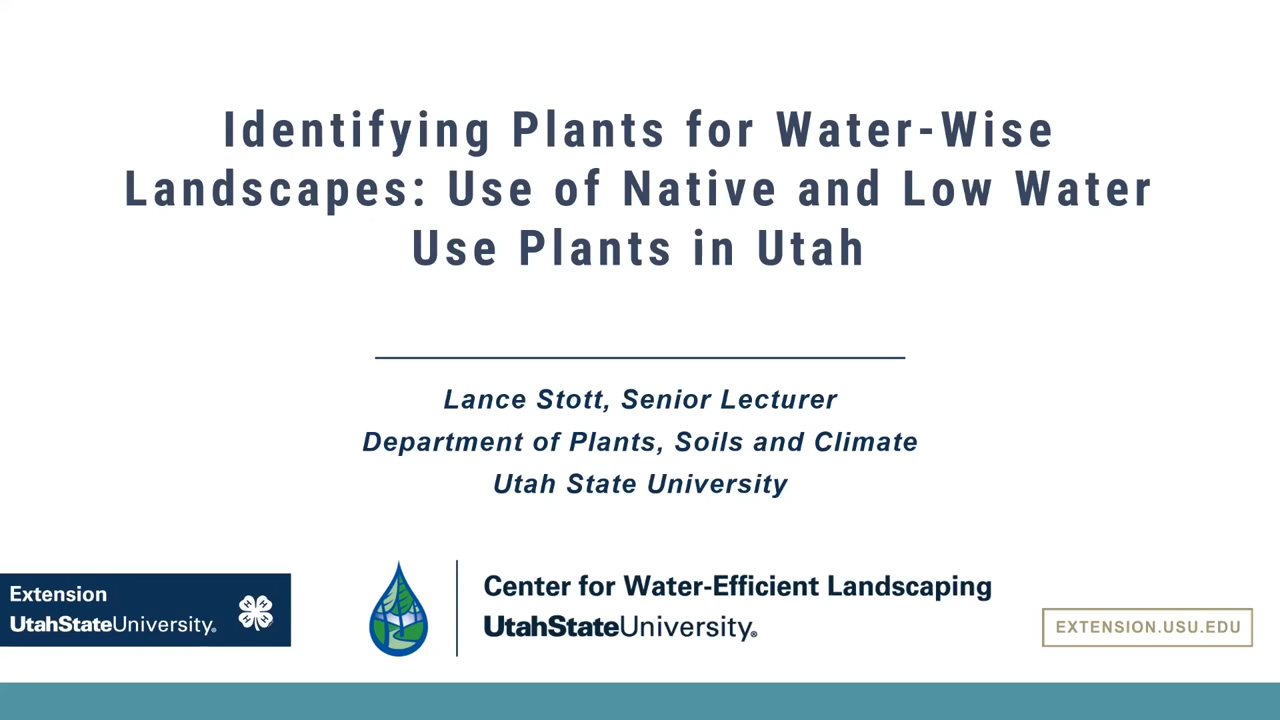 Identifying Plants for Water-Wise
Landscapes: Use of Native and Low Water
Use Plants in Utah
Lance Stott, Senior Lecturer
Department of Plants, Soils and Climate
Utah State University
Extension
UtahStateUniversity®
H H H H
Center for Water-Efficient Landscaping
UtahStateUniversity®
EXTENSION.USU.EDU